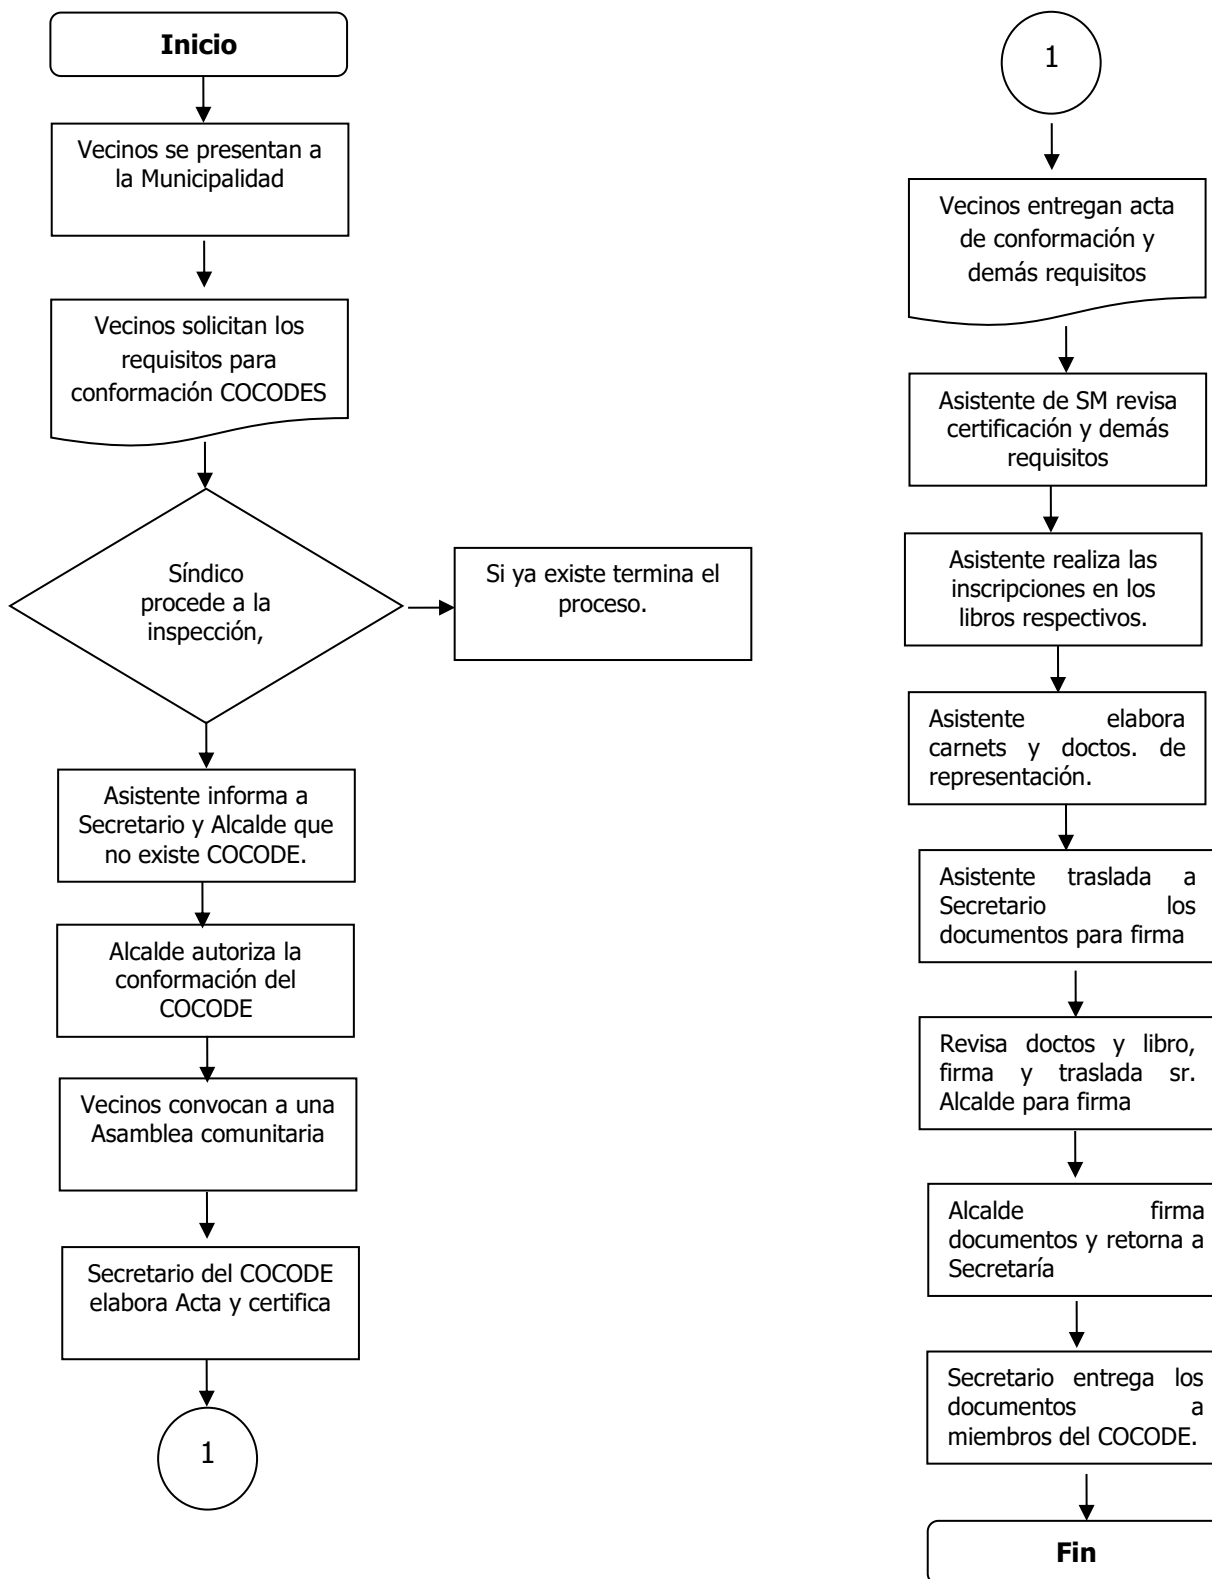 Inicio
Vecinos se presentan a
la Municipalidad
Vecinos solicitan los
requisitos para
conformación COCODES
Síndico
procede a la
inspección,
Si ya existe termina el
proceso.
Asistente informa a
Secretario y Alcalde que
no existe COCODE.
Alcalde autoriza la
conformación del
COCODE
Vecinos convocan a una
Asamblea comunitaria
Secretario del COCODE
elabora Acta y certifica
1
1
Vecinos entregan acta
de conformación y
demás requisitos
Asistente de SM revisa
certificación y demás
requisitos
Asistente realiza las
inscripciones en los
libros respectivos.
Asistente elabora
carnets y doctos. de
representación.
Asistente traslada a
Secretario los
documentos para firma
Revisa doctos y libro,
firma y traslada sr.
Alcalde para firma
Alcalde firma
documentos y retorna a
Secretaría
Secretario entrega los
documentos a
miembros del COCODE.
Fin